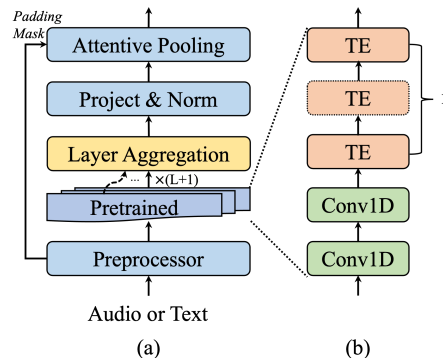 Padding
Mask
Attentive Pooling
Project & Norm
Layer Aggregation
... ×(L+1)
Pretrained
Preprocessor
Audio or Text
(a)
TE
TE
TE
Conv1D
Conv1D
(b)